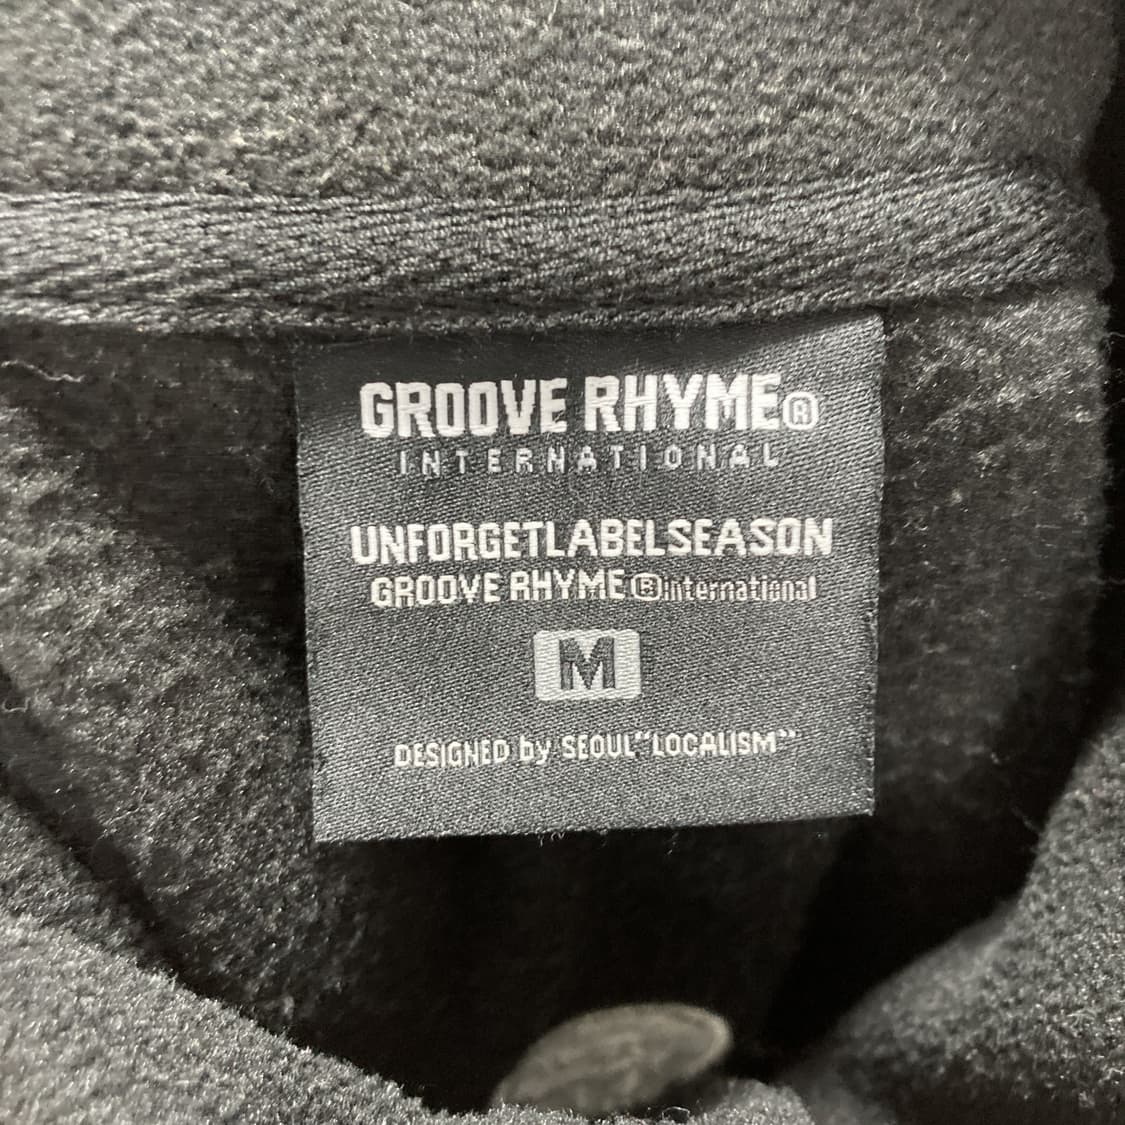 GROOVE RHYME®
INTERNATIONAL
UNFORGETLABELSEASON
GROOVE RHYME®international
M
DESIGNED by SEOUL"LOCALISM"